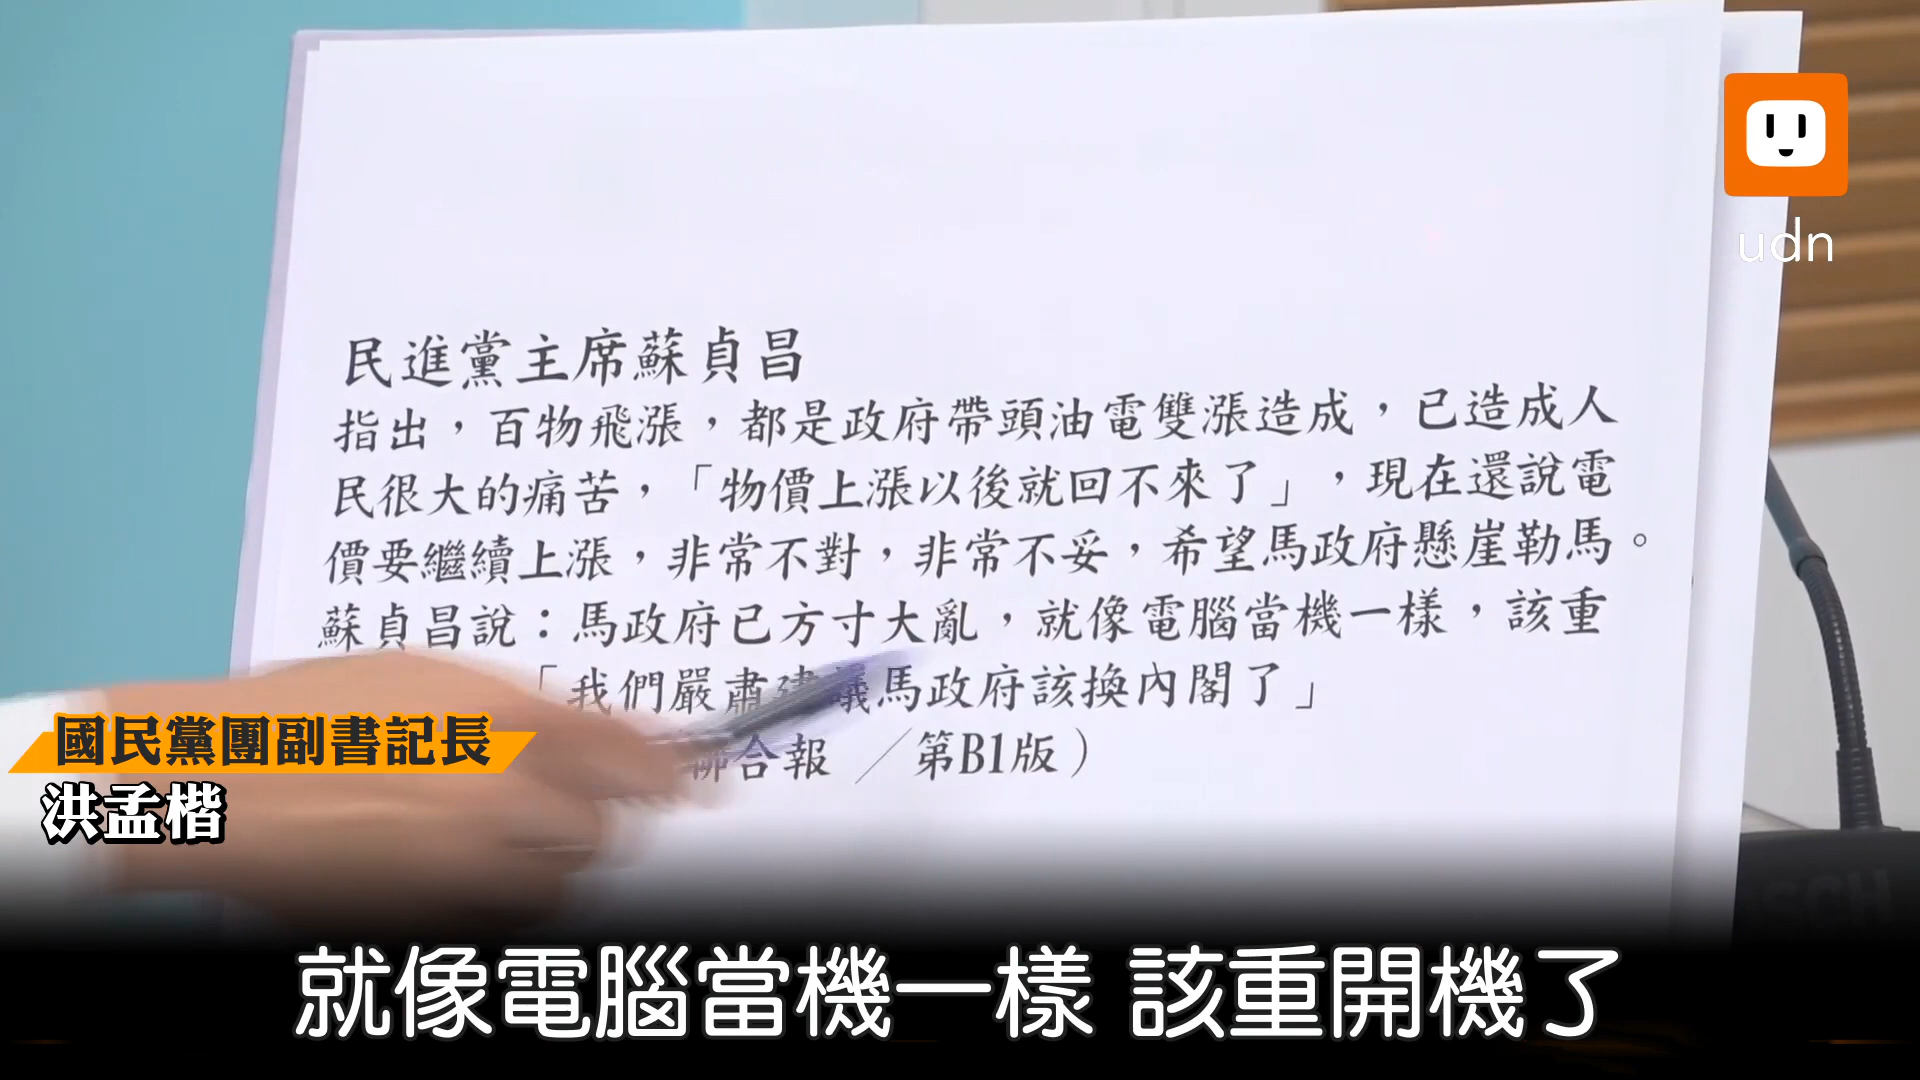 udn
民進黨主席蘇貞昌
指出，百物飛漲，都是政府帶頭油電雙漲造成，已造成人
民很大的痛苦，「物價上漲以後就回不來了」，現在還說電
價要繼續上漲，非常不對，非常不妥，希望馬政府懸崖勒馬。
蘇貞昌說：馬政府已方寸大亂，就像電腦當機一樣，該重
「我們嚴肅建議馬政府該換內閣了」
聯合報 ／第B1版）
國民黨團副書記長
洪孟楷
就像電腦當機一樣 該重開機了